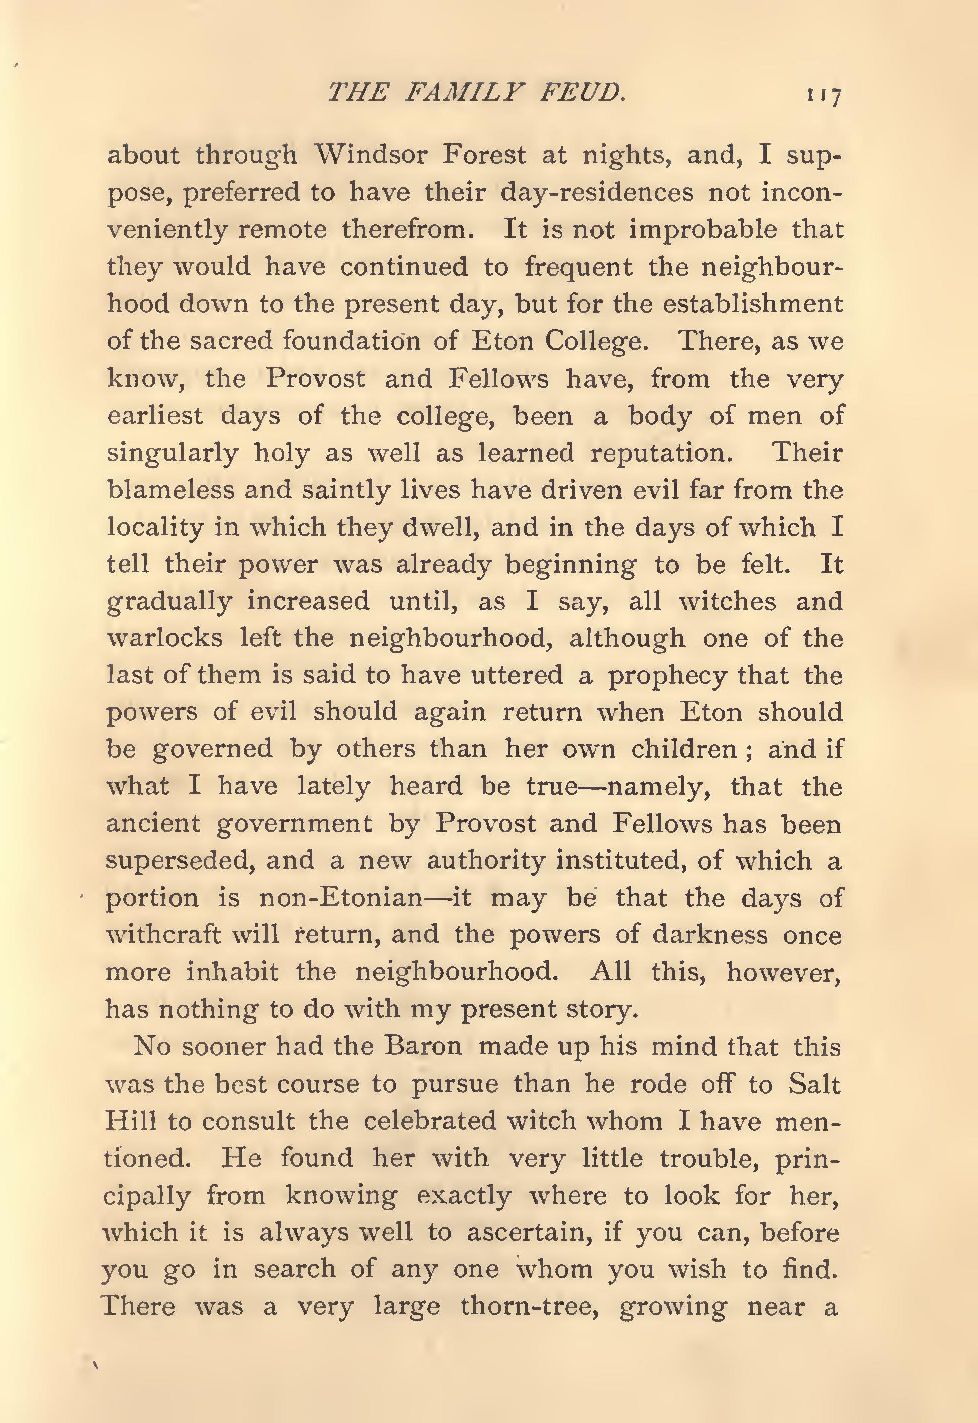 THE FAMILY FEUD. 117
about through Windsor Forest at nights, and, I sup-
pose, preferred to have their day-residences not incon-
veniently remote therefrom. It is not improbable that
they would have continued to frequent the neighbour-
hood down to the present day, but for the establishment
of the sacred foundation of Eton College. There, as we
know, the Provost and Fellows have, from the very
earliest days of the college, been a body of men of
singularly holy as well as learned reputation. Their
blameless and saintly lives have driven evil far from the
locality in which they dwell, and in the days of which I
tell their power was already beginning to be felt. It
gradually increased until, as I say, all witches and
warlocks left the neighbourhood, although one of the
last of them is said to have uttered a prophecy that the
powers of evil should again return when Eton should
be governed by others than her own children ; and if
what I have lately heard be true—namely, that the
ancient government by Provost and Fellows has been
superseded, and a new authority instituted, of which a
portion is non-Etonian—it may be that the days of
withcraft will return, and the powers of darkness once
more inhabit the neighbourhood. All this, however,
has nothing to do with my present story.
No sooner had the Baron made up his mind that this
was the best course to pursue than he rode off to Salt
Hill to consult the celebrated witch whom I have men-
tioned. He found her with very little trouble, prin-
cipally from knowing exactly where to look for her,
which it is always well to ascertain, if you can, before
you go in search of any one whom you wish to find.
There was a very large thorn-tree, growing near a